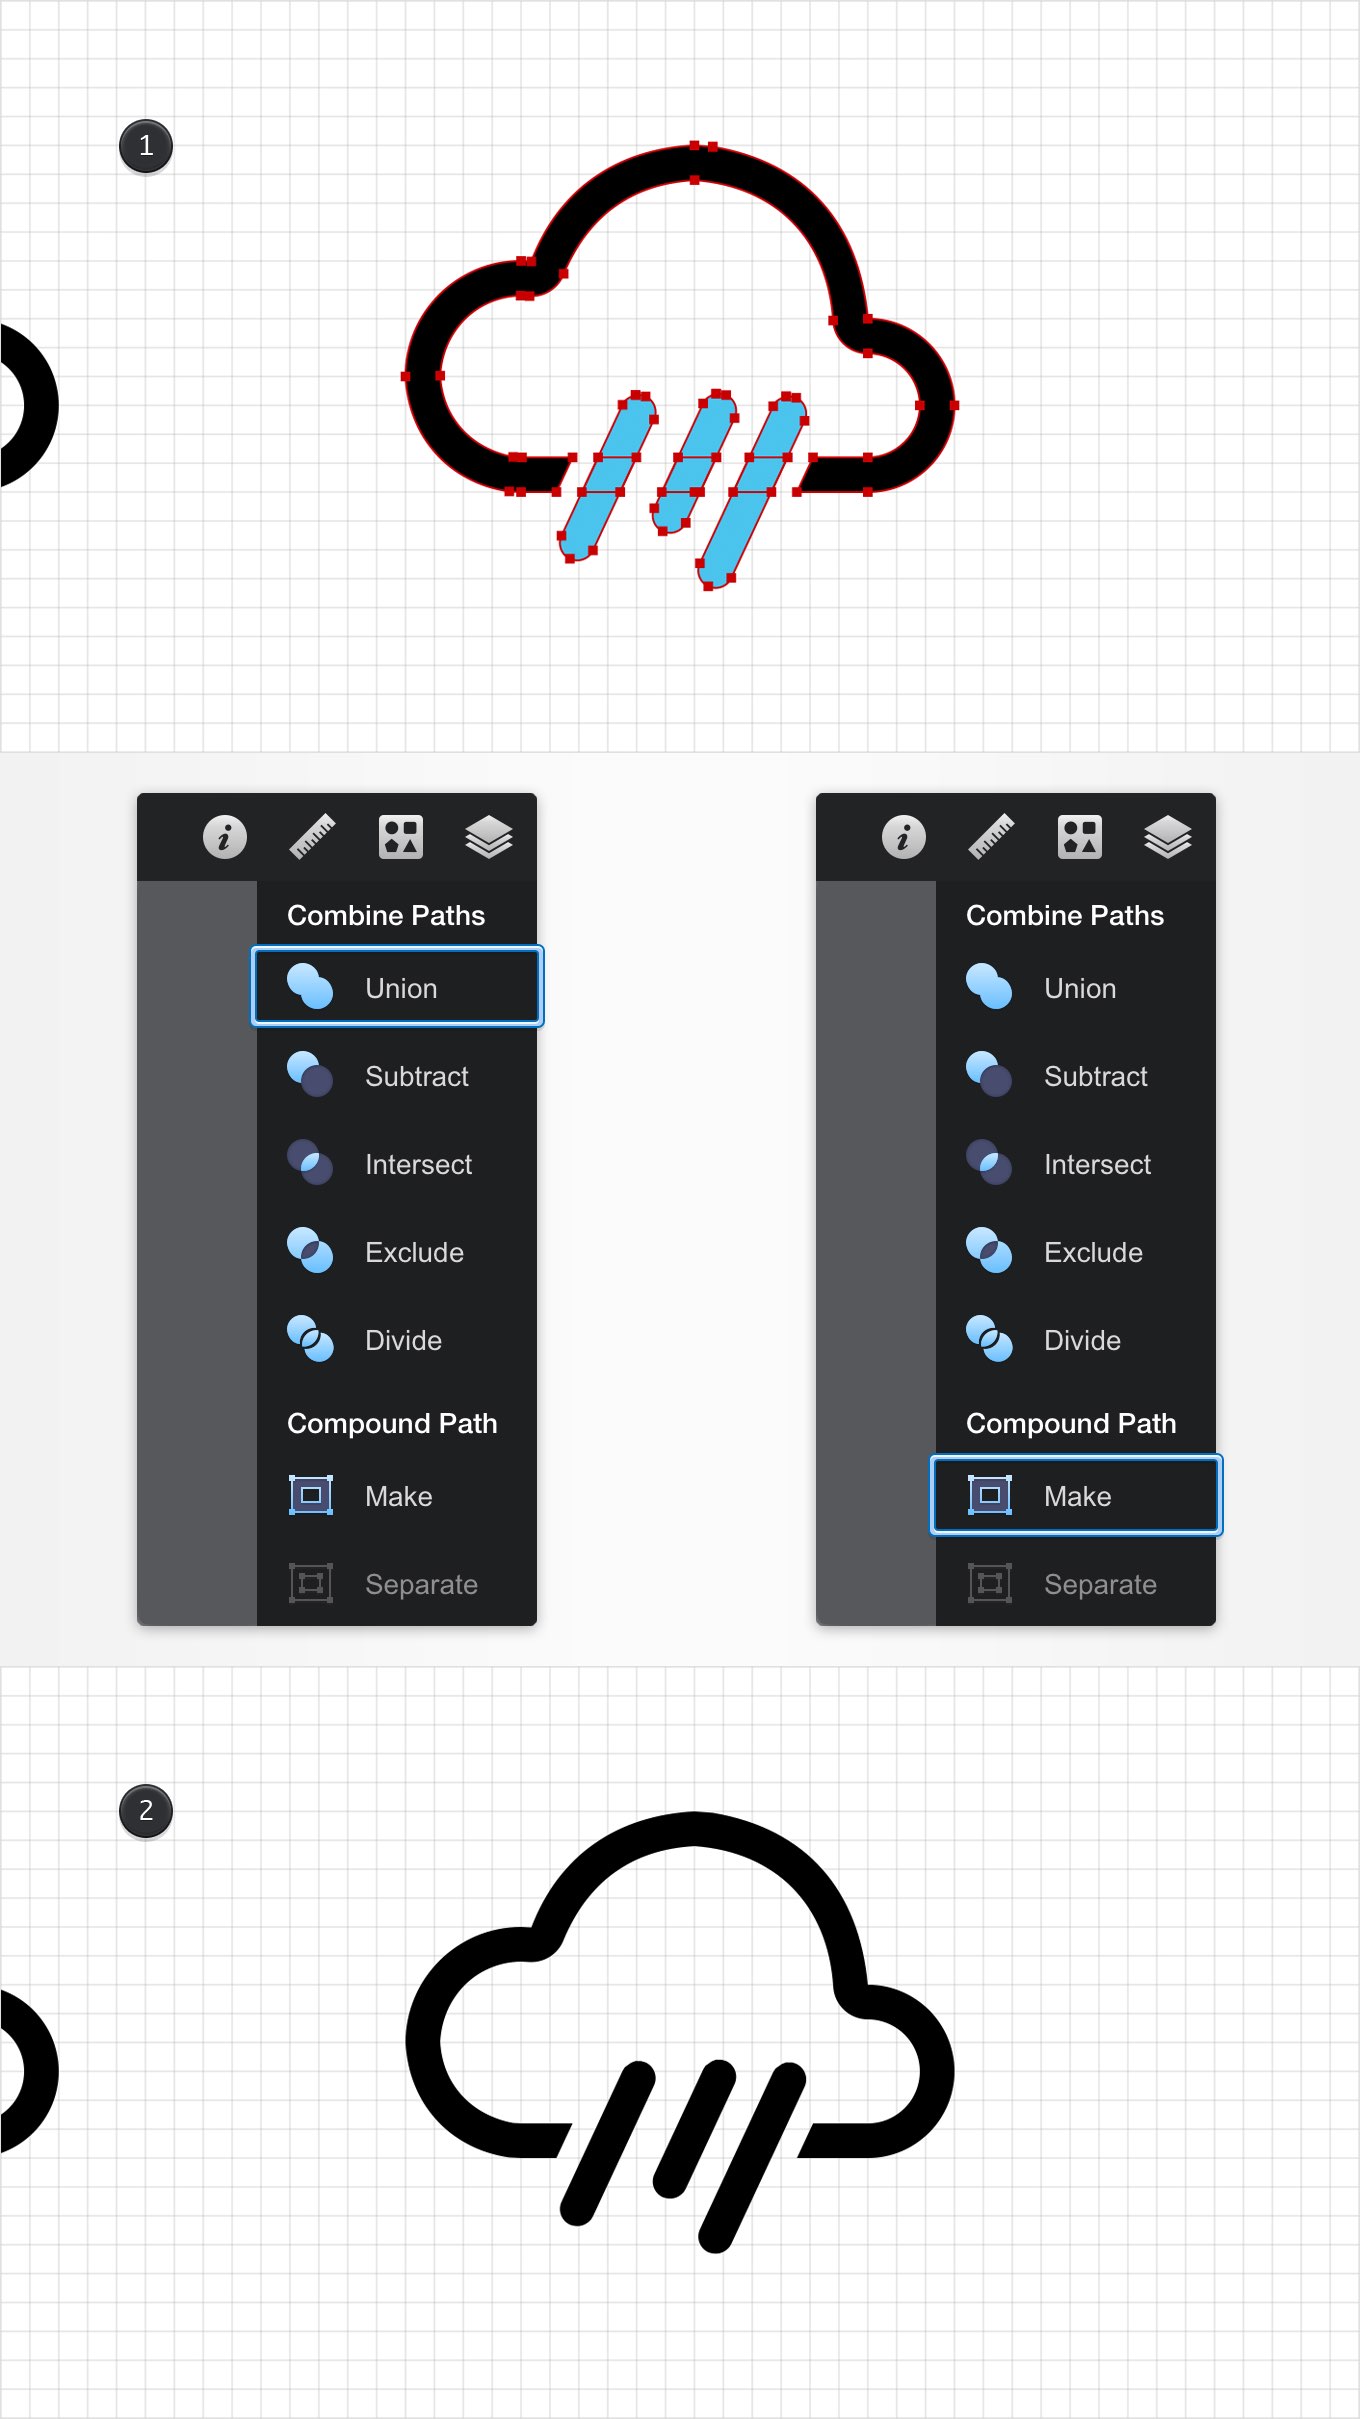 1
i
Combine Paths
Union
Subtract
Intersect
Exclude
Divide
Compound Path
Make
Separate
i
Combine Paths
Union
Subtract
Intersect
Exclude
Divide
Compound Path
Make
Separate
2